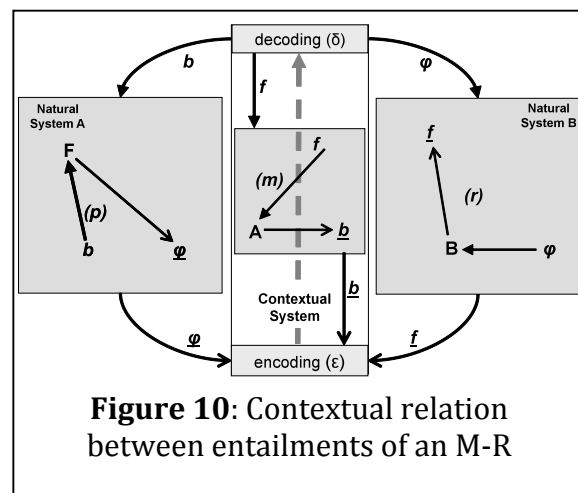 decoding (δ)
b
φ
f
Natural
System A
F
(p)
b
φ
f
(m)
A
b
Contextual
System
b
Natural
System B
f
(r)
B
φ
φ
f
encoding (ε)
Figure 10: Contextual relation
between entailments of an M-R